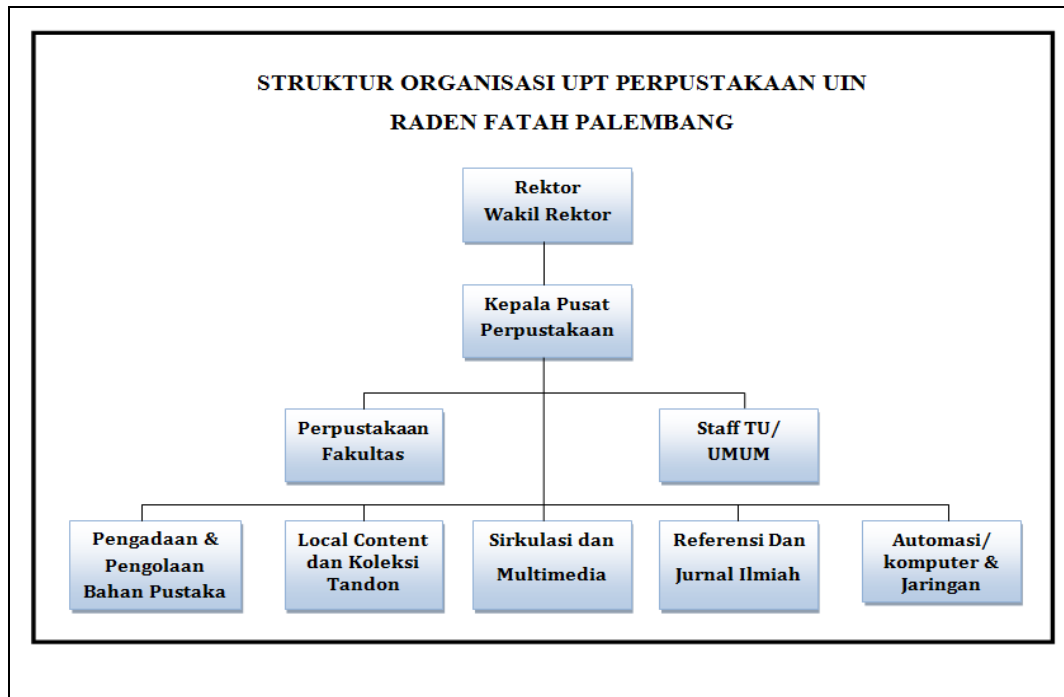 STRUKTUR ORGANISASI UPT PERPUSTAKAAN UIN
RADEN FATAH PALEMBANG
Rektor
Wakil Rektor
Kepala Pusat
Perpustakaan
Perpustakaan
Fakultas
Staff TU/
UMUM
Pengadaan &
Pengolaan
Bahan Pustaka
Local Content
dan Koleksi
Tandon
Sirkulasi dan
Multimedia
Referensi Dan
Jurnal Ilmiah
Automasi/
komputer &
Jaringan